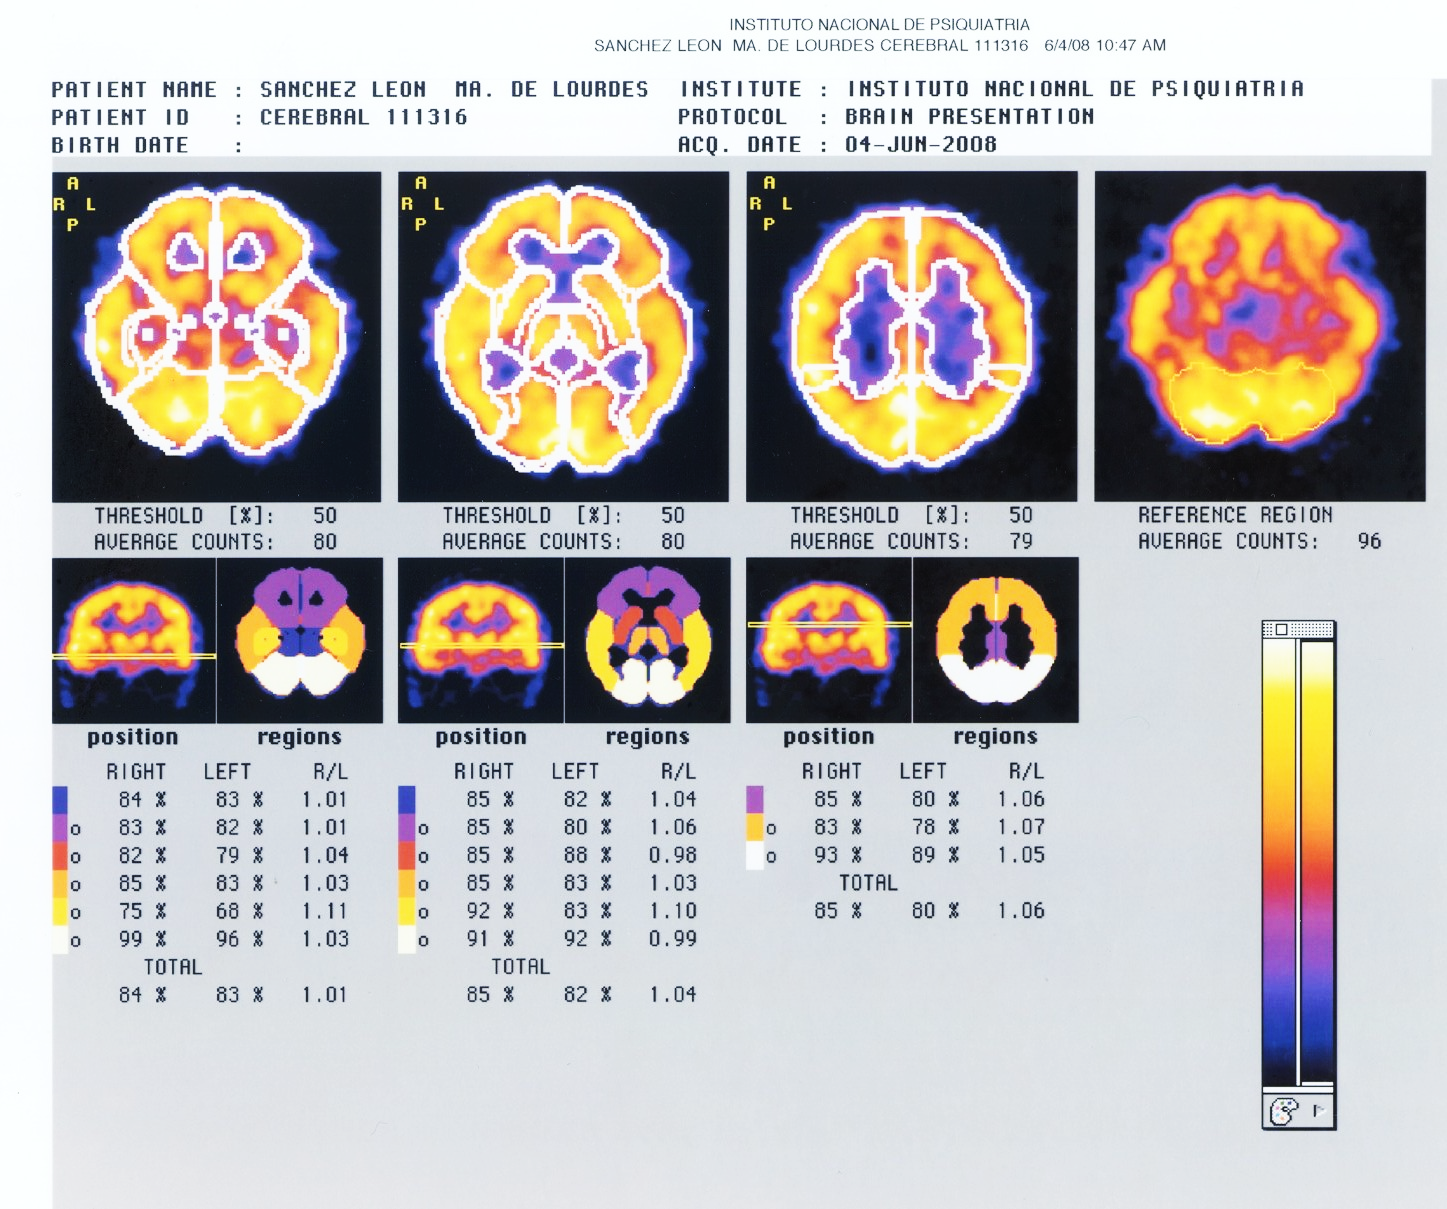 INSTITUTO NACIONAL DE PSIQUIATRIA
SANCHEZ LEON MA. DE LOURDES CEREBRAL 111316 6/4/08 10:47 AM
PATIENT NAME : SANCHEZ LEON MA. DE LOURDES INSTITUTE : INSTITUTO NACIONAL DE PSIQUIATRIA
PATIENT ID : CEREBRAL 111316 PROTOCOL : BRAIN PRESENTATION
BIRTH DATE : ACQ. DATE : 04-JUN-2008
A A A
R L R L R L
P P P
THRESHOLD [%]: 50 THRESHOLD [%]: 50 THRESHOLD [%]: 50 REFERENCE REGION
AVERAGE COUNTS: 80 AVERAGE COUNTS: 80 AVERAGE COUNTS: 79 AVERAGE COUNTS: 96
position regions position regions position regions
RIGHT LEFT R/L RIGHT LEFT R/L RIGHT LEFT R/L
84 % 83 % 1.01 85 % 82 % 1.04 85 % 80 % 1.06
o 83 % 82 % 1.01 o 85 % 80 % 1.06 o 83 % 78 % 1.07
o 82 % 79 % 1.04 o 85 % 88 % 0.98 o 93 % 89 % 1.05
o 85 % 83 % 1.03 o 85 % 83 % 1.03 TOTAL
o 75 % 68 % 1.11 o 92 % 83 % 1.10 85 % 80 % 1.06
o 99 % 96 % 1.03 o 91 % 92 % 0.99
TOTAL TOTAL
84 % 83 % 1.01 85 % 82 % 1.04